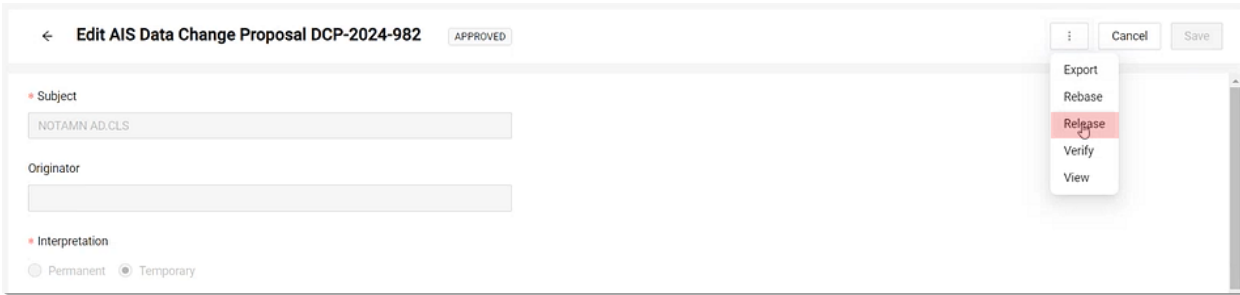 Edit AIS Data Change Proposal DCP-2024-982 APPROVED
Cancel Save
Export
Rebase
Release
Verify
View
* Subject
NOTAMN AD.CLS
Originator
* Interpretation
Permanent Temporary